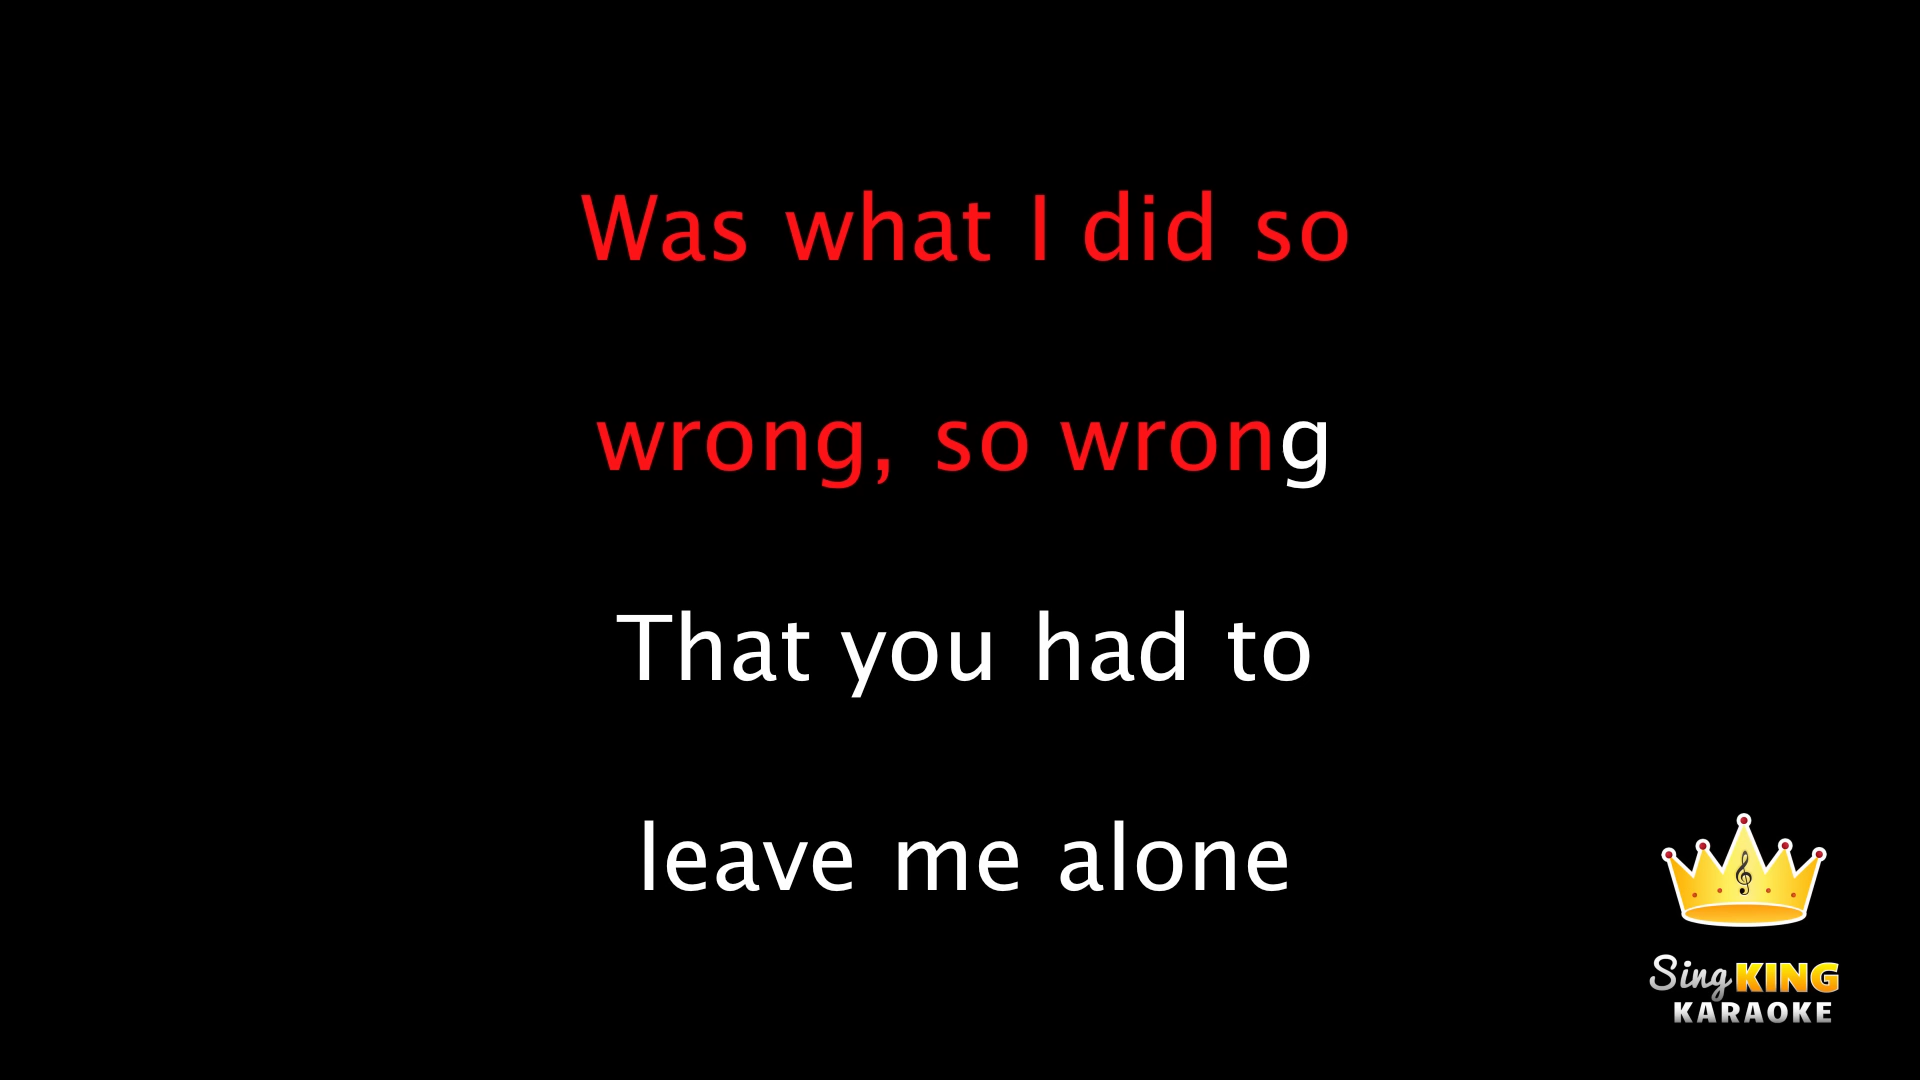 Was what I did so
wrong, so wrong
That you had to
leave me alone
Sing KING
KARAOKE